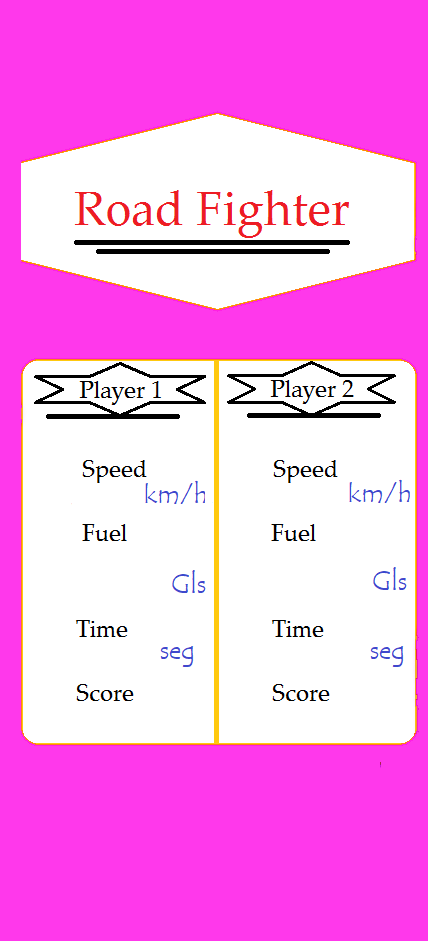 Road Fighter
Player 1
Speed
km/h
Fuel
Gls
Time
seg
Score
Player 2
Speed
km/h
Fuel
Gls
Time
seg
Score